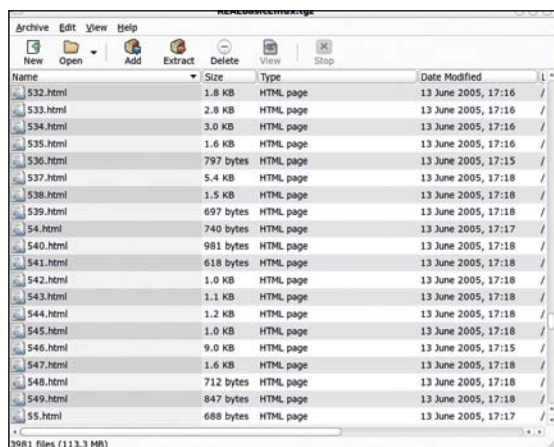 REALbasicLinux.tgz
Archive Edit View Help
New Open Add Extract Delete View Stop
Name Size Type Date Modified L
532.html 1.8 KB HTML page 13 June 2005, 17:16 /
533.html 2.8 KB HTML page 13 June 2005, 17:16 /
534.html 3.0 KB HTML page 13 June 2005, 17:16 /
535.html 1.6 KB HTML page 13 June 2005, 17:16 /
536.html 797 bytes HTML page 13 June 2005, 17:15 /
537.html 5.4 KB HTML page 13 June 2005, 17:18 /
538.html 1.5 KB HTML page 13 June 2005, 17:18 /
539.html 697 bytes HTML page 13 June 2005, 17:18 /
54.html 740 bytes HTML page 13 June 2005, 17:17 /
540.html 981 bytes HTML page 13 June 2005, 17:18 /
541.html 618 bytes HTML page 13 June 2005, 17:18 /
542.html 1.0 KB HTML page 13 June 2005, 17:18 /
543.html 1.1 KB HTML page 13 June 2005, 17:18 /
544.html 1.2 KB HTML page 13 June 2005, 17:18 /
545.html 1.0 KB HTML page 13 June 2005, 17:18 /
546.html 9.0 KB HTML page 13 June 2005, 17:15 /
547.html 1.6 KB HTML page 13 June 2005, 17:18 /
548.html 712 bytes HTML page 13 June 2005, 17:18 /
549.html 847 bytes HTML page 13 June 2005, 17:18 /
55.html 688 bytes HTML page 13 June 2005, 17:17 /
3981 files (113.3 MB)